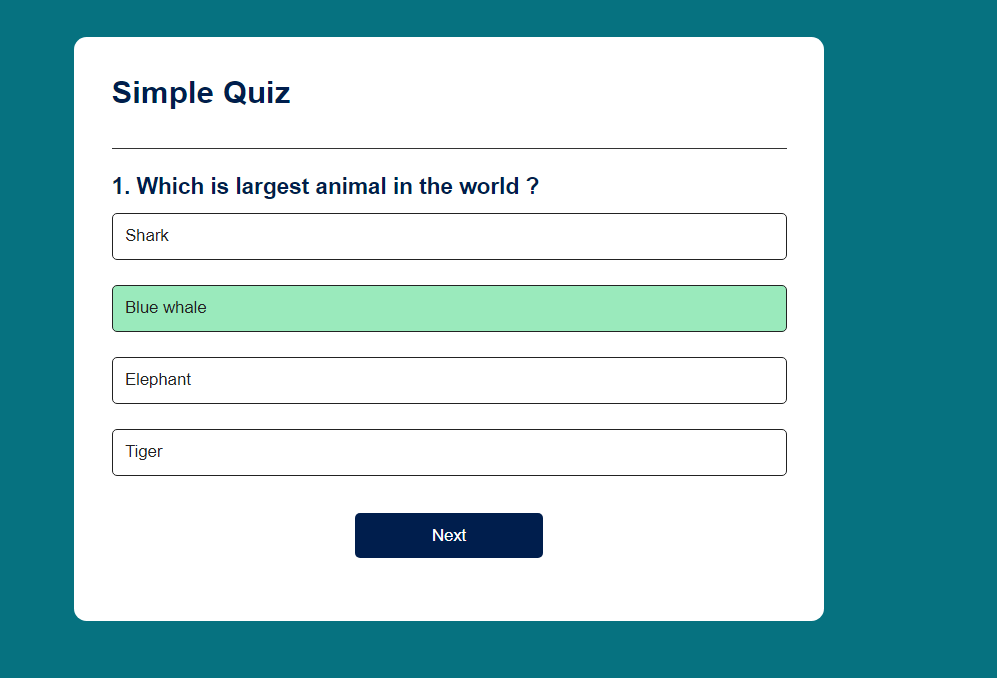 Simple Quiz
1. Which is largest animal in the world ?
Shark
Blue whale
Elephant
Tiger
Next